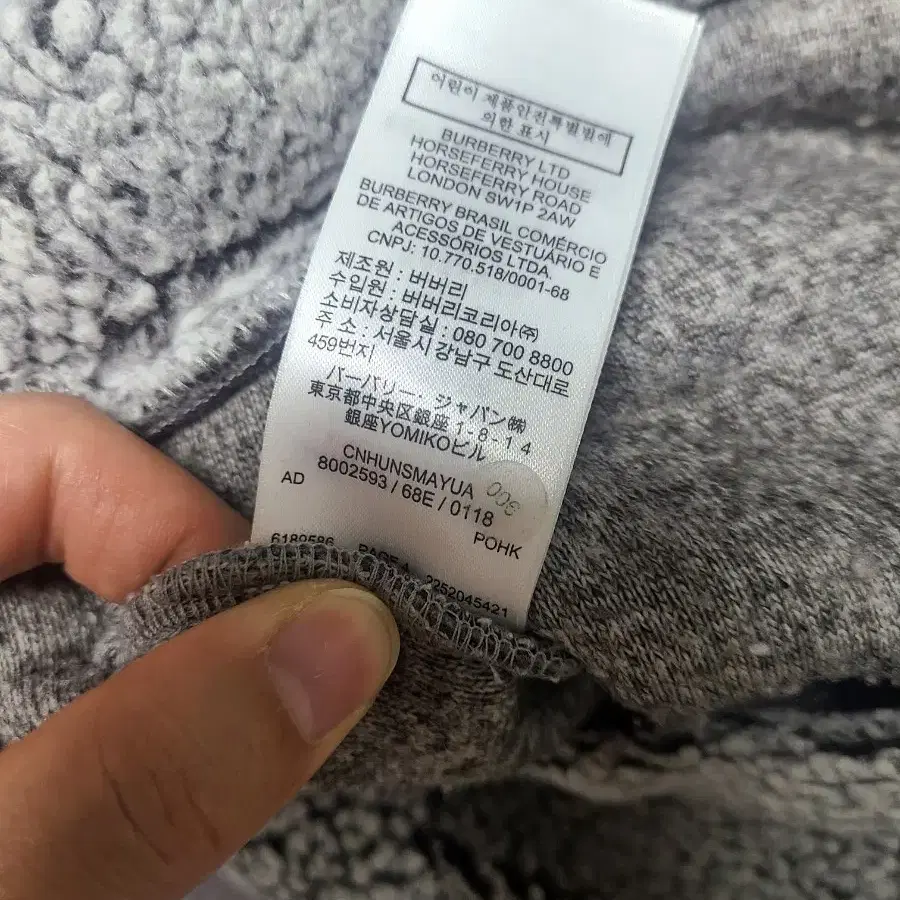 어린이 제품안전특별법에
의한 표시
BURBERRY LTD
HORSEFERRY HOUSE
HORSEFERRY ROAD
LONDON SW1P 2AW
BURBERRY BRASIL COMÉRCIO
DE ARTIGOS DE VESTUÁRIO E
ACESSÓRIOS LTDA.
CNPJ: 10.770.518/0001-68
제조원 : 버버리
수입원 : 버버리코리아㈜
소비자상담실 : 080 700 8800
주 소 : 서울시 강남구 도산대로
459번지
バーバリー・ジャパン㈱
東京都中央区銀座1-8-14
銀座YOMIKOビル
CNHUNSMAYUA
8002593 / 68E / 0118
AD
POHK
6189586 PAGE 4 2252045421